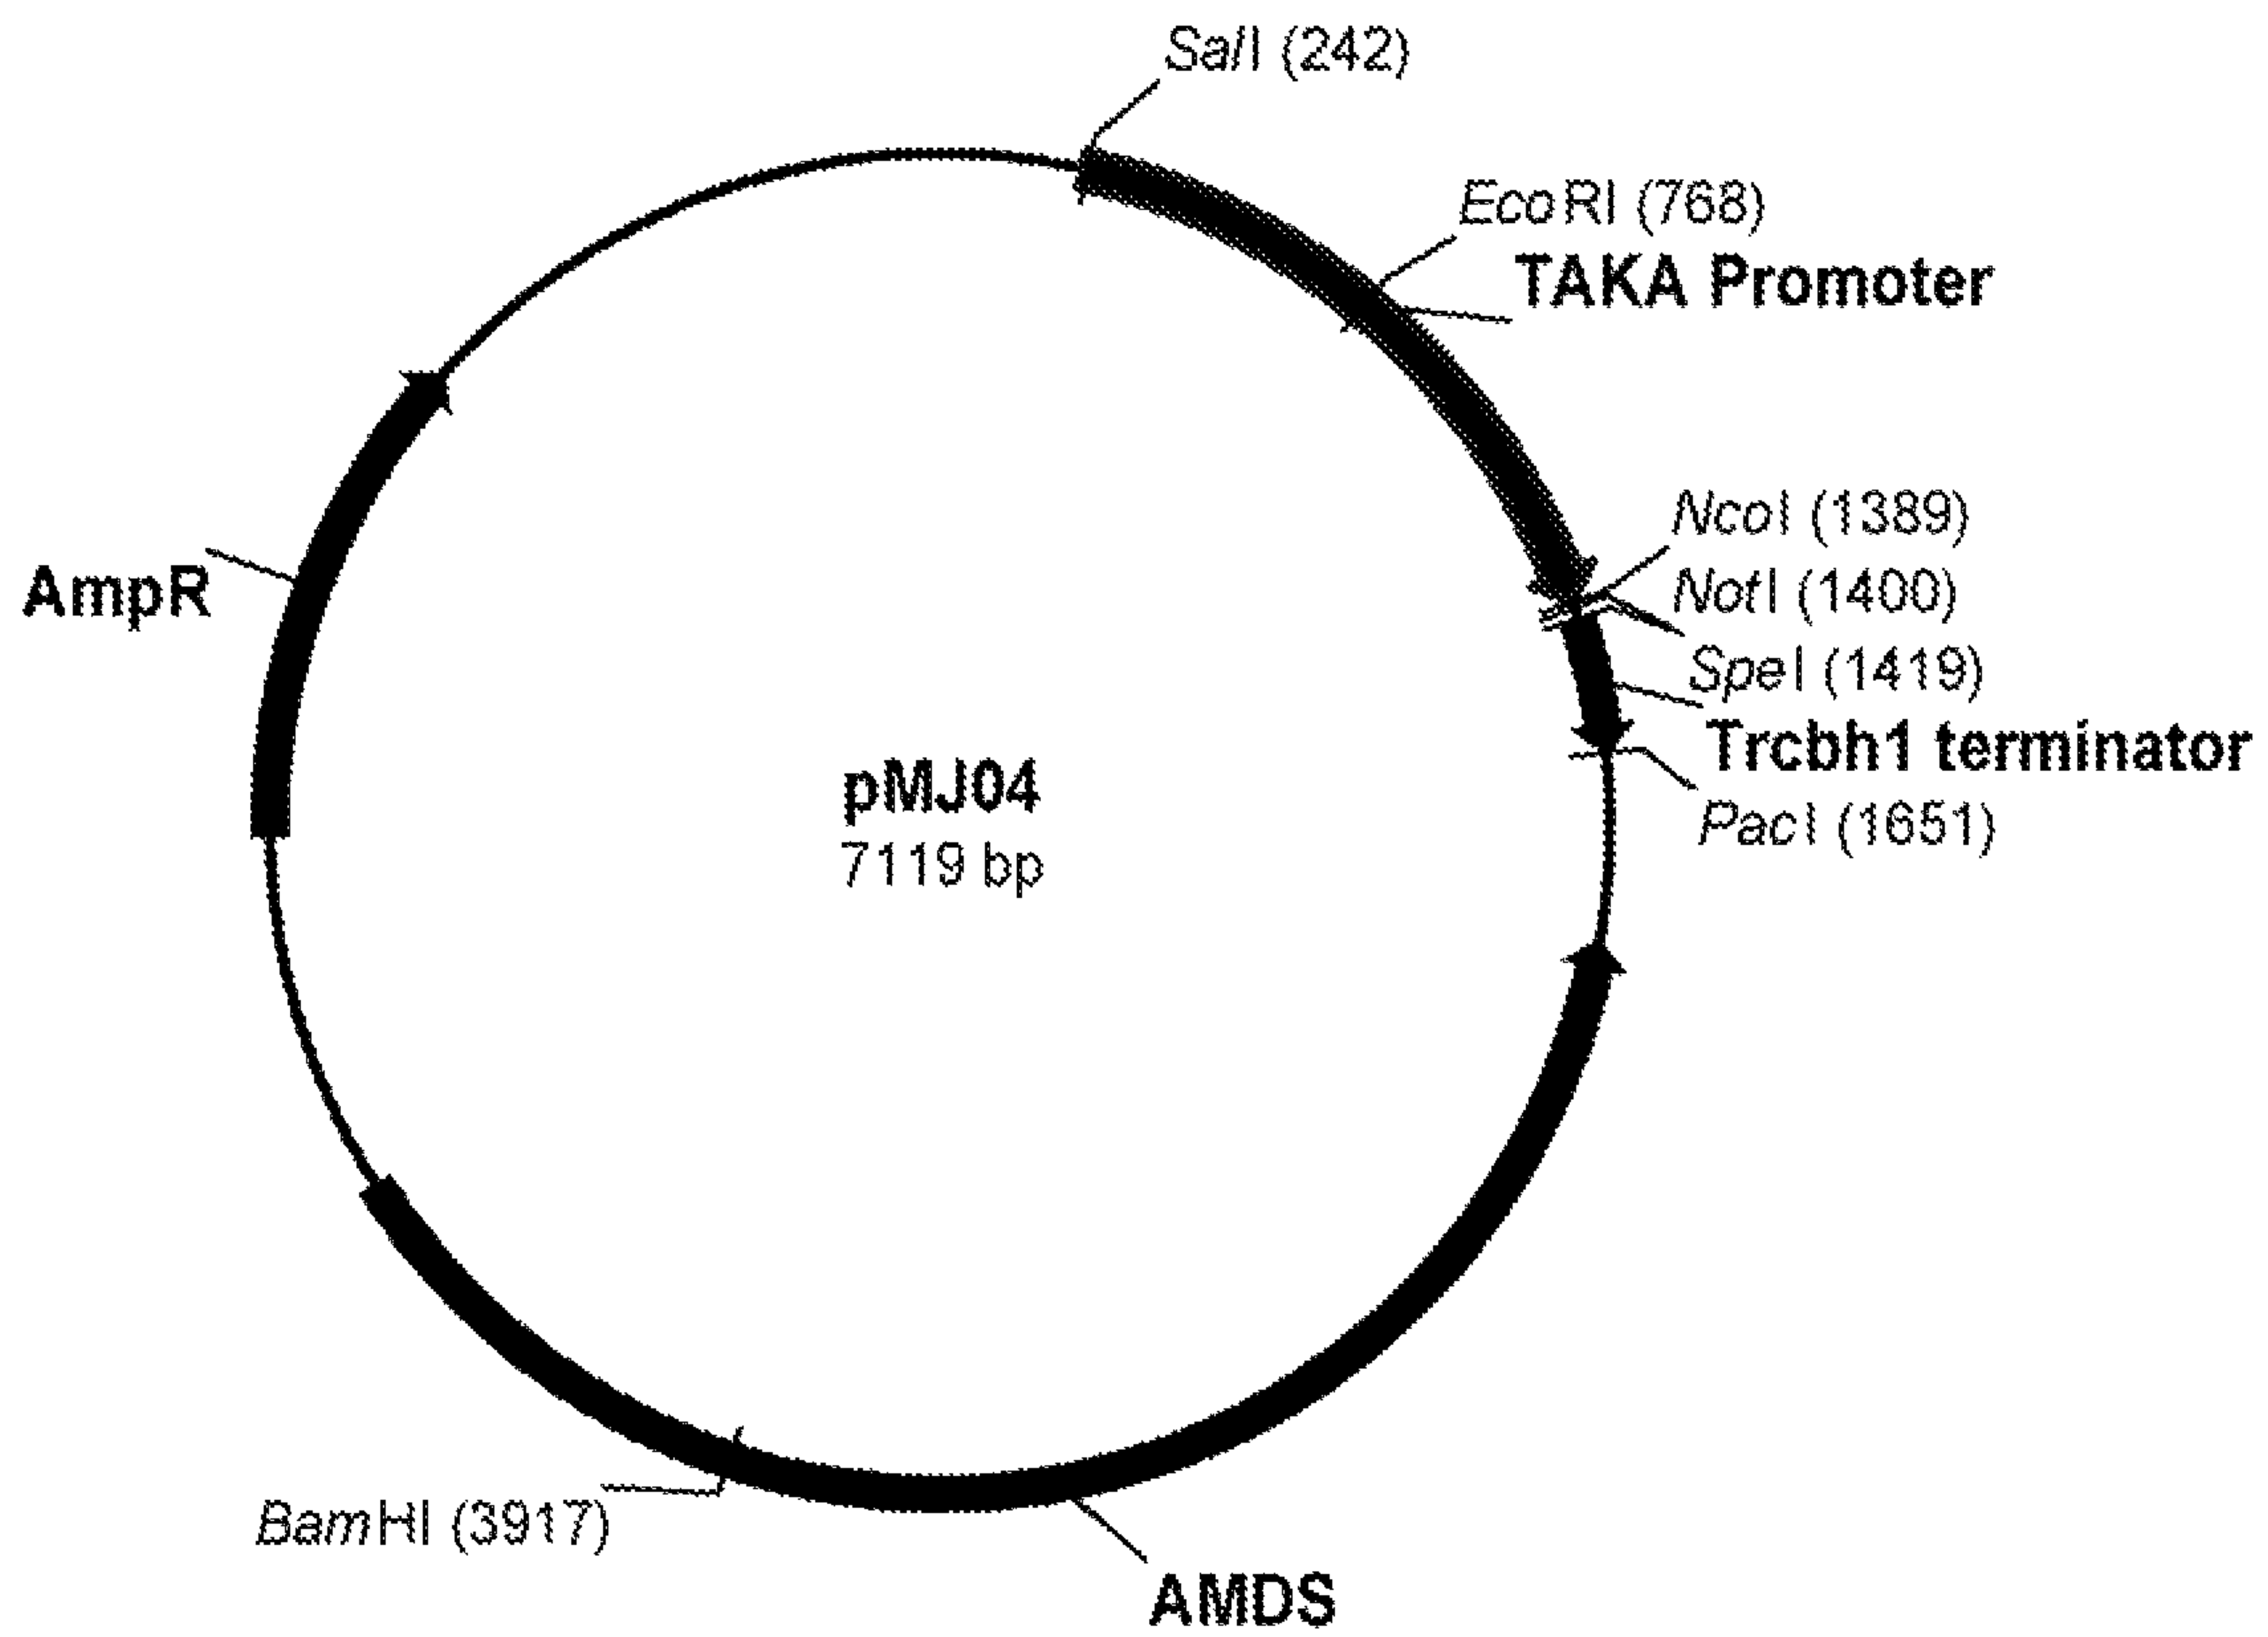 SalI (242)
EcoRI (768)
TAKA Promoter
NcoI (1389)
NotI (1400)
SpeI (1419)
Trcbh1 terminator
PacI (1651)
AmpR
pMJ04
7119 bp
BamHI (3917)
AMDS